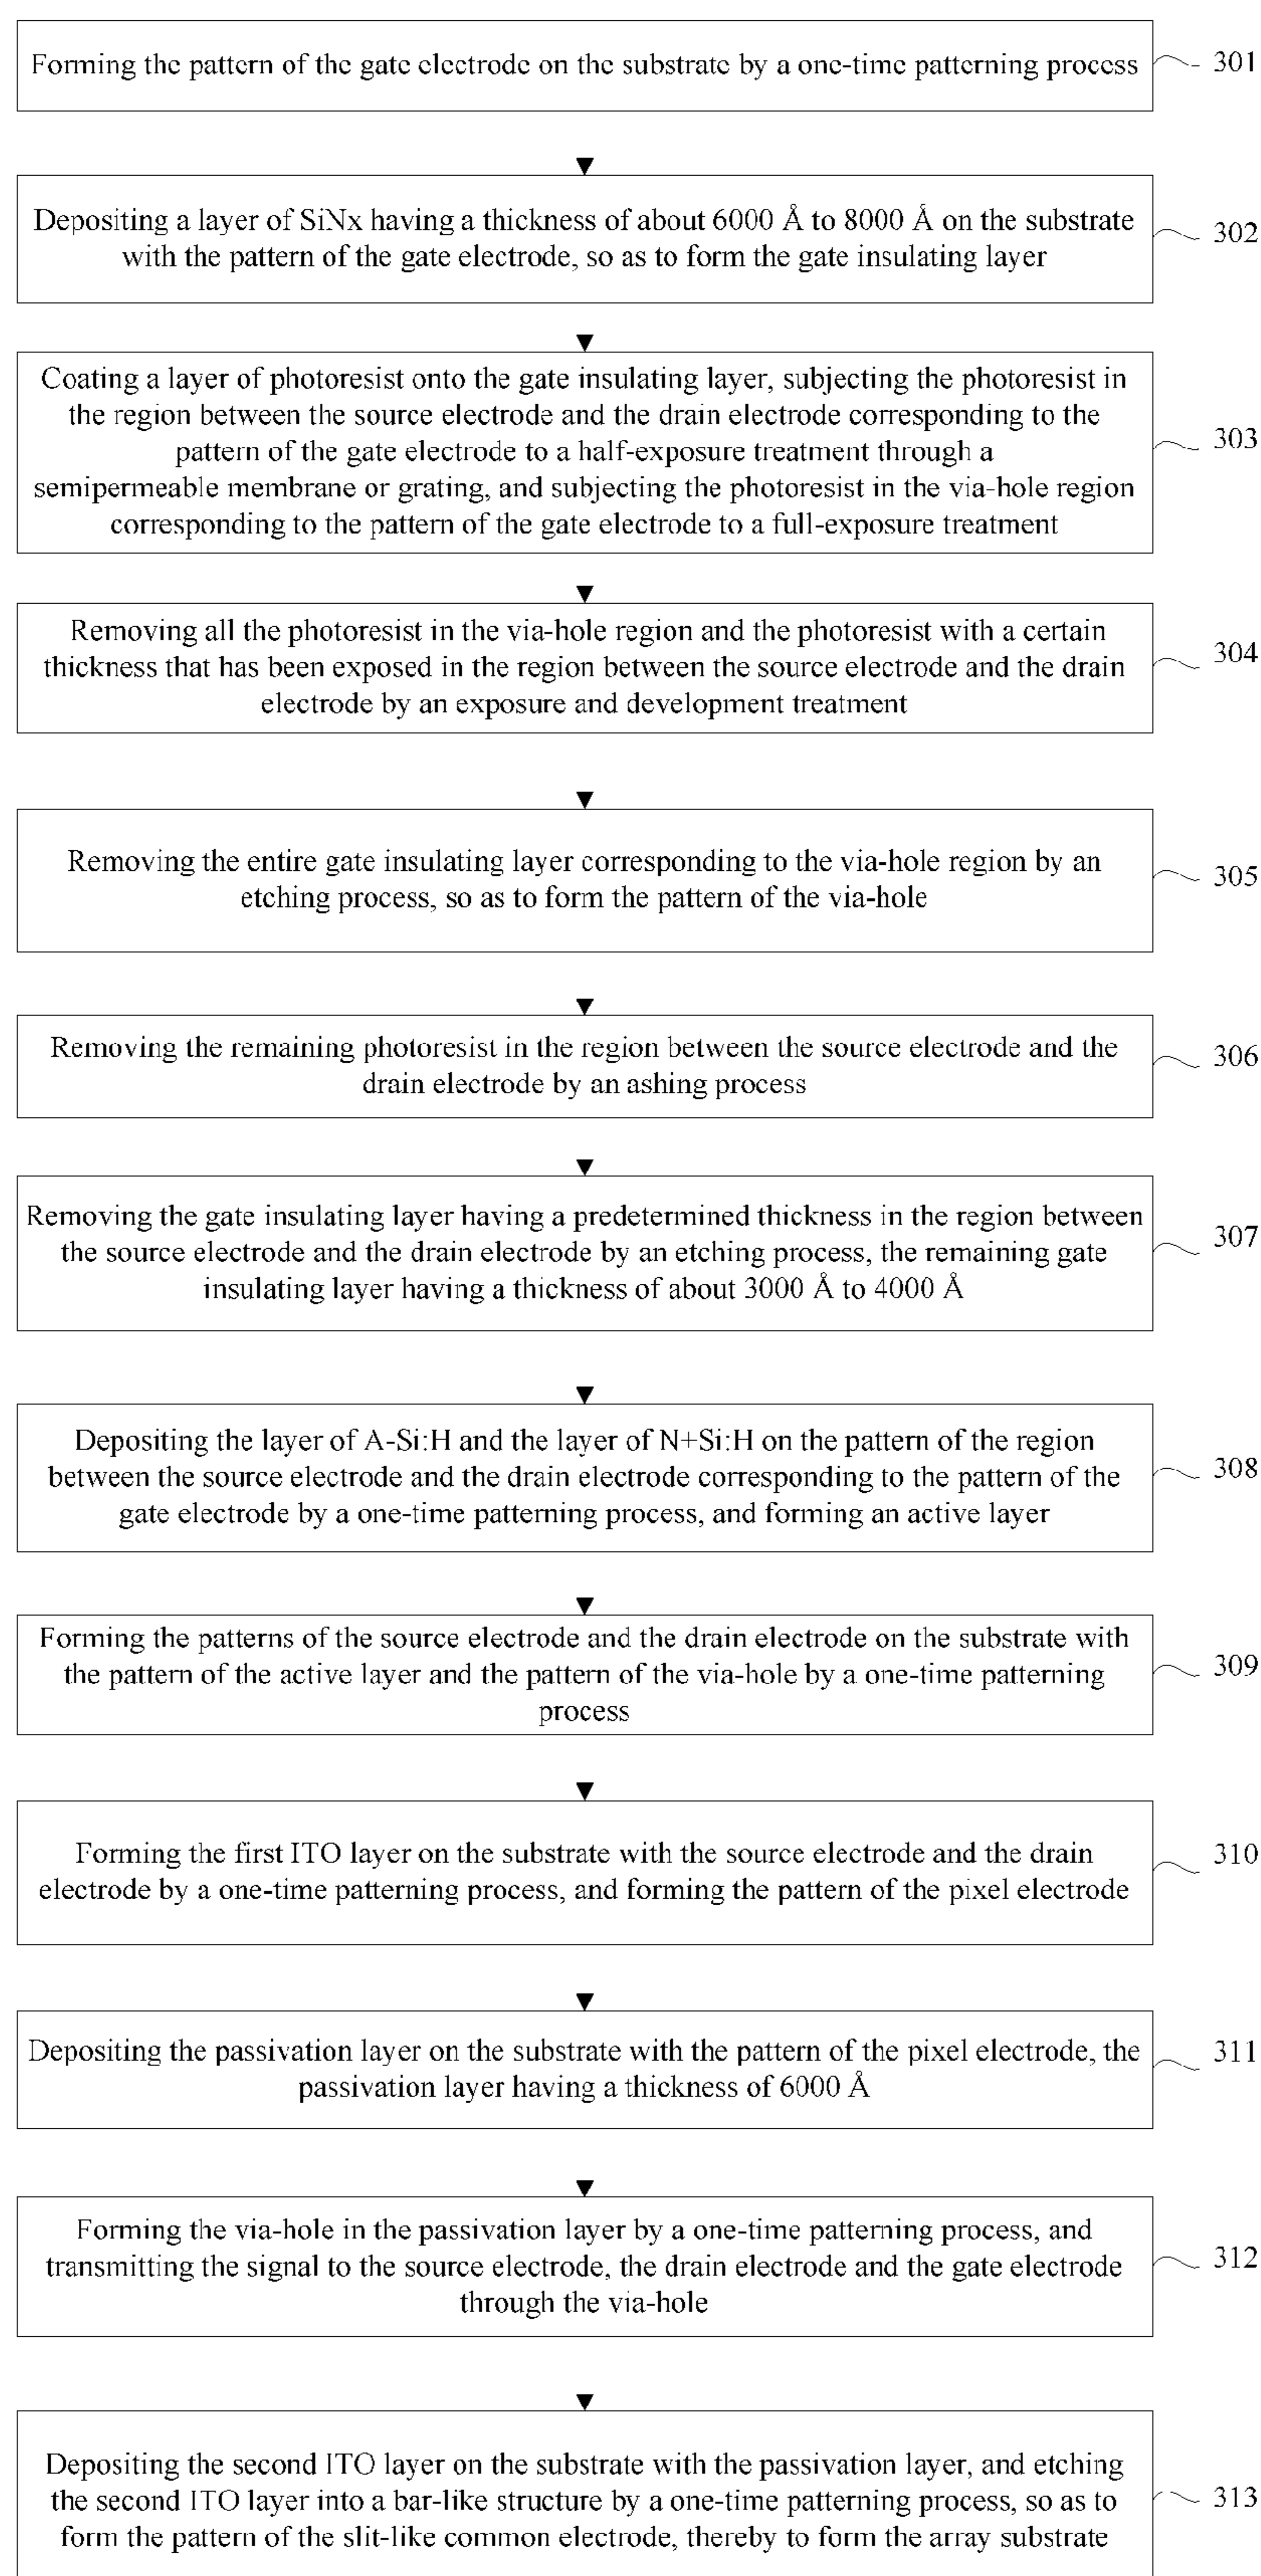 Forming the pattern of the gate electrode on the substrate by a one-time patterning process
301
Depositing a layer of SiNx having a thickness of about 6000 Å to 8000 Å on the substrate
with the pattern of the gate electrode, so as to form the gate insulating layer
302
Coating a layer of photoresist onto the gate insulating layer, subjecting the photoresist in
the region between the source electrode and the drain electrode corresponding to the
pattern of the gate electrode to a half-exposure treatment through a
semipermeable membrane or grating, and subjecting the photoresist in the via-hole region
corresponding to the pattern of the gate electrode to a full-exposure treatment
303
Removing all the photoresist in the via-hole region and the photoresist with a certain
thickness that has been exposed in the region between the source electrode and the drain
electrode by an exposure and development treatment
304
Removing the entire gate insulating layer corresponding to the via-hole region by an
etching process, so as to form the pattern of the via-hole
305
Removing the remaining photoresist in the region between the source electrode and the
drain electrode by an ashing process
306
Removing the gate insulating layer having a predetermined thickness in the region between
the source electrode and the drain electrode by an etching process, the remaining gate
insulating layer having a thickness of about 3000 Å to 4000 Å
307
Depositing the layer of A-Si:H and the layer of N+Si:H on the pattern of the region
between the source electrode and the drain electrode corresponding to the pattern of the
gate electrode by a one-time patterning process, and forming an active layer
308
Forming the patterns of the source electrode and the drain electrode on the substrate with
the pattern of the active layer and the pattern of the via-hole by a one-time patterning
process
309
Forming the first ITO layer on the substrate with the source electrode and the drain
electrode by a one-time patterning process, and forming the pattern of the pixel electrode
310
Depositing the passivation layer on the substrate with the pattern of the pixel electrode, the
passivation layer having a thickness of 6000 Å
311
Forming the via-hole in the passivation layer by a one-time patterning process, and
transmitting the signal to the source electrode, the drain electrode and the gate electrode
through the via-hole
312
Depositing the second ITO layer on the substrate with the passivation layer, and etching
the second ITO layer into a bar-like structure by a one-time patterning process, so as to
form the pattern of the slit-like common electrode, thereby to form the array substrate
313